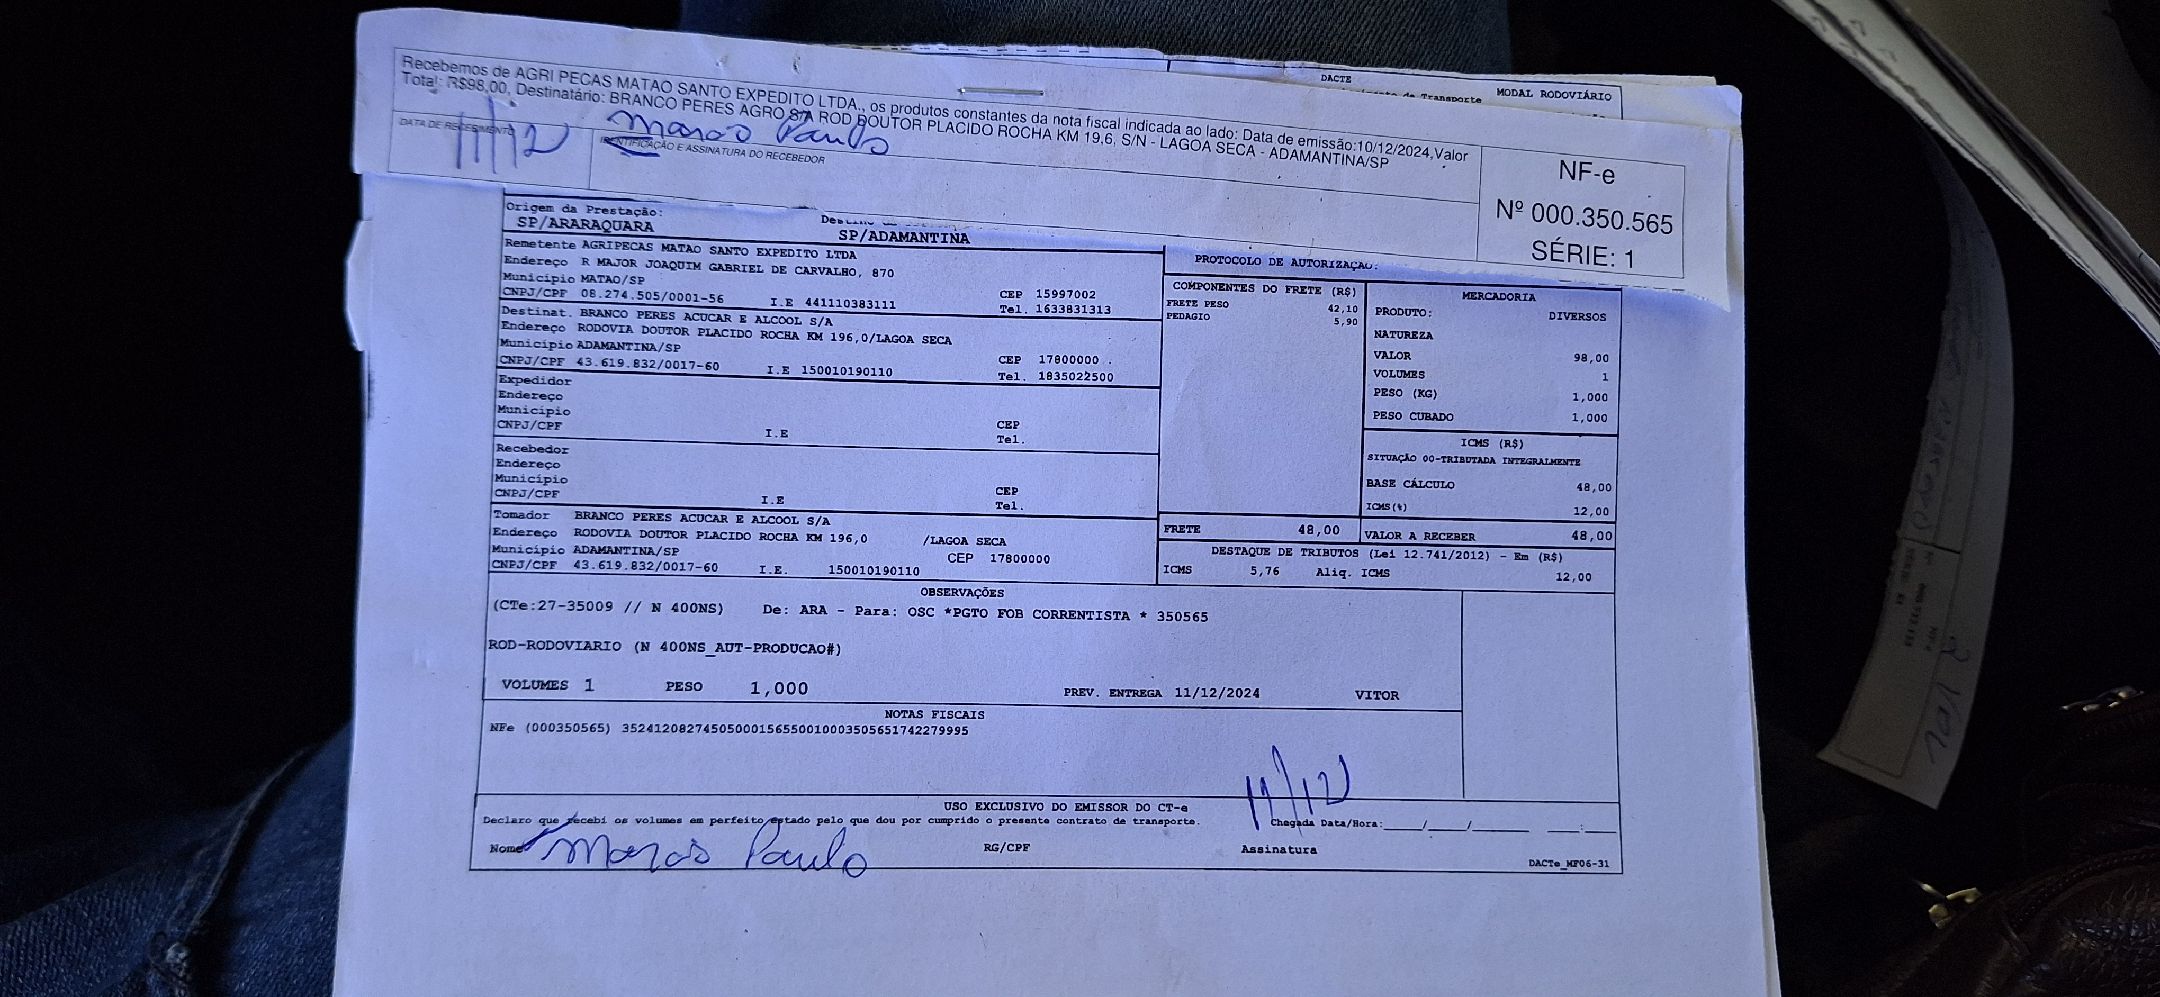 DACTE
de Transporte
MODAL RODOVIÁRIO
Recebemos de AGRI PECAS MATAO SANTO EXPEDITO LTDA., os produtos constantes da nota fiscal indicada ao lado: Data de emissão:10/12/2024,Valor
Total: R$98,00, Destinatário: BRANCO PERES AGRO S/A ROD DOUTOR PLACIDO ROCHA KM 19,6, S/N - LAGOA SECA - ADAMANTINA/SP
DATA DE RECEBIMENTO
11/12
Marcos Paulo
IDENTIFICAÇÃO E ASSINATURA DO RECEBEDOR
NF-e
Nº 000.350.565
SÉRIE: 1
Origem da Prestação:
SP/ARARAQUARA
SP/ADAMANTINA
Remetente AGRIPECAS MATAO SANTO EXPEDITO LTDA
Endereço R MAJOR JOAQUIM GABRIEL DE CARVALHO, 870
Município MATAO/SP CEP 15997002
CNPJ/CPF 08.274.505/0001-56 I.E 441110383111 Tel. 1633831313
Destinat. BRANCO PERES ACUCAR E ALCOOL S/A
Endereço RODOVIA DOUTOR PLACIDO ROCHA KM 196,0/LAGOA SECA
Município ADAMANTINA/SP CEP 17800000
CNPJ/CPF 43.619.832/0017-60 I.E 150010190110 Tel. 1835022500
Expedidor
Endereço
Município CEP
CNPJ/CPF I.E Tel.
Recebedor
Endereço
Município CEP
CNPJ/CPF I.E Tel.
Tomador BRANCO PERES ACUCAR E ALCOOL S/A
Endereço RODOVIA DOUTOR PLACIDO ROCHA KM 196,0 /LAGOA SECA
Município ADAMANTINA/SP CEP 17800000
CNPJ/CPF 43.619.832/0017-60 I.E. 150010190110
PROTOCOLO DE AUTORIZAÇÃO:
COMPONENTES DO FRETE (R$)
FRETE PESO 42,10
PEDAGIO 5,90
MERCADORIA
PRODUTO: DIVERSOS
NATUREZA
VALOR 98,00
VOLUMES 1
PESO (KG) 1,000
PESO CUBADO 1,000
ICMS (R$)
SITUAÇÃO 00-TRIBUTADA INTEGRALMENTE
BASE CÁLCULO 48,00
ICMS(%) 12,00
FRETE 48,00 VALOR A RECEBER 48,00
DESTAQUE DE TRIBUTOS (Lei 12.741/2012) - Em (R$)
ICMS 5,76 Aliq. ICMS 12,00
OBSERVAÇÕES
(CTe:27-35009 // N 400NS) De: ARA - Para: OSC *PGTO FOB CORRENTISTA * 350565
ROD-RODOVIARIO (N 400NS_AUT-PRODUCAO#)
VOLUMES 1 PESO 1,000 PREV. ENTREGA 11/12/2024 VITOR
NOTAS FISCAIS
NFe (000350565) 35241208274505000156550010003505651742279995
USO EXCLUSIVO DO EMISSOR DO CT-e
11/12
Declaro que recebi os volumes em perfeito estado pelo que dou por cumprido o presente contrato de transporte. Chegada Data/Hora:____/____/______ ___:___
Nome Marcos Paulo RG/CPF Assinatura
DACTe_MF06-31